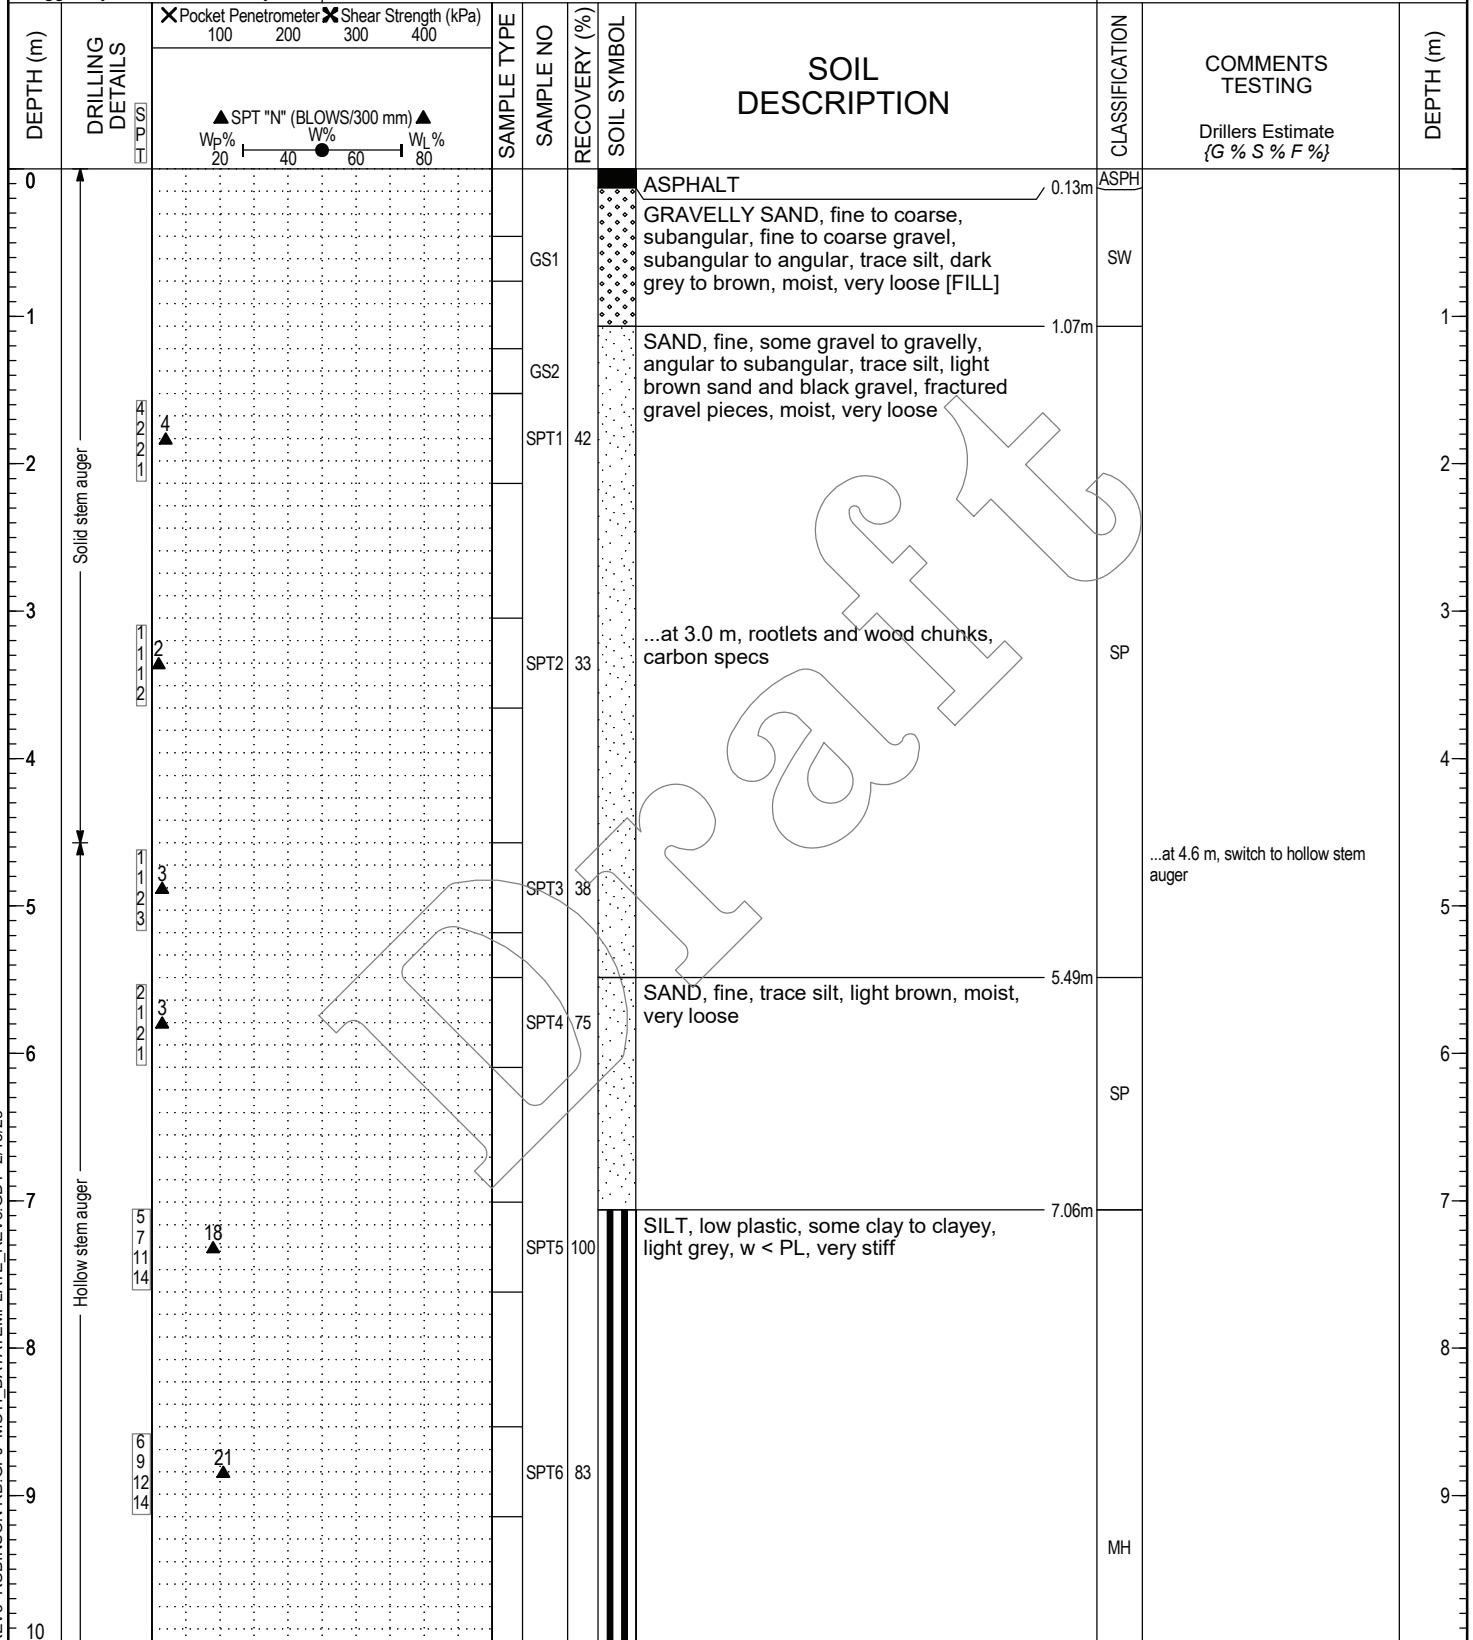 Pocket Penetrometer Shear Strength (kPa)
100 200 300 400
DEPTH (m)
DRILLING DETAILS
SPT
▲ SPT "N" (BLOWS/300 mm) ▲
WP% W% WL%
20 40 60 80
SAMPLE TYPE
SAMPLE NO
RECOVERY (%)
SOIL SYMBOL
SOIL
DESCRIPTION
CLASSIFICATION
COMMENTS
TESTING
Drillers Estimate
{G % S % F %}
DEPTH (m)
0
ASPHALT 0.13m ASPH
GRAVELLY SAND, fine to coarse,
subangular, fine to coarse gravel,
subangular to angular, trace silt, dark
grey to brown, moist, very loose [FILL]
GS1
SW
1 1.07m 1
SAND, fine, some gravel to gravelly,
angular to subangular, trace silt, light
brown sand and black gravel, fractured
gravel pieces, moist, very loose
GS2
4
2
2
1
4
SPT1 42
2 2
Solid stem auger
3 3
1
1
1
2
2
SPT2 33
...at 3.0 m, rootlets and wood chunks,
carbon specs
SP
4 4
...at 4.6 m, switch to hollow stem
auger
1
1
2
3
3
SPT3 38
5 5
5.49m
SAND, fine, trace silt, light brown, moist,
very loose
2
1
2
1
3
SPT4 75
6 6
SP
Draft
7 7.06m 7
SILT, low plastic, some clay to clayey,
light grey, w < PL, very stiff
5
7
11
14
18
SPT5 100
Hollow stem auger
8 8
6
9
12
14
21
SPT6 83
9 9
MH
10